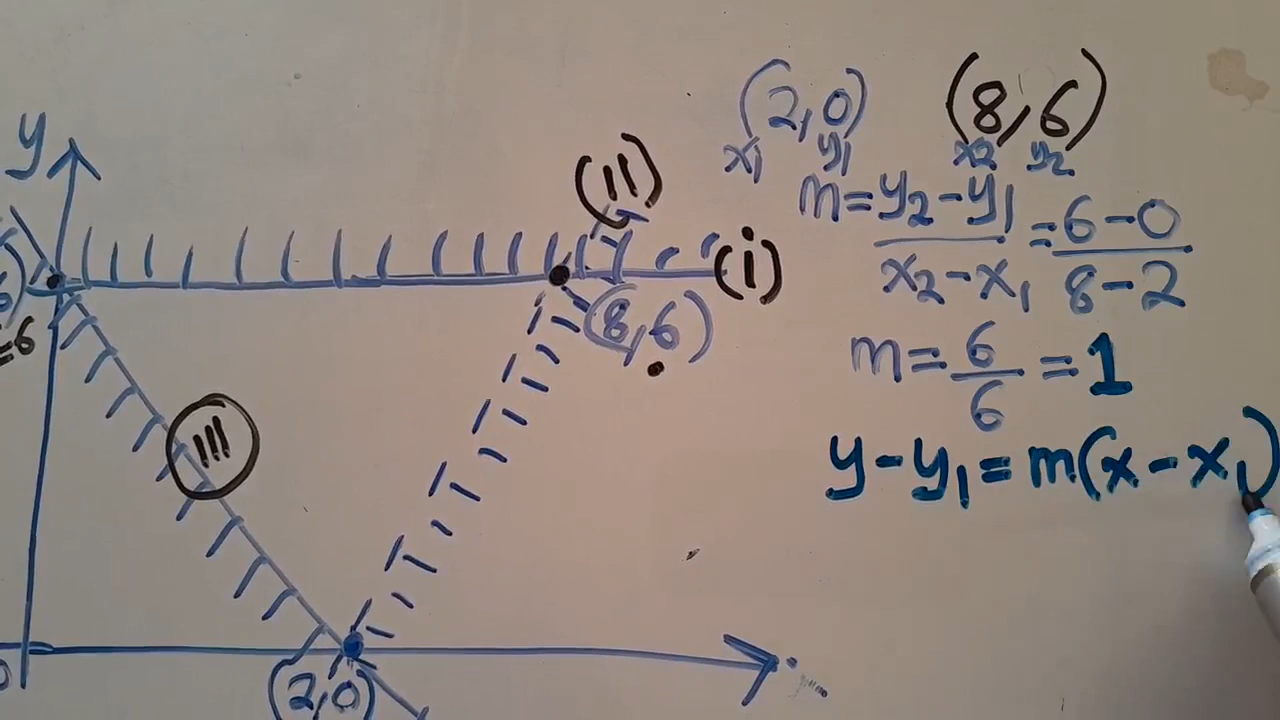 y
(2,0) (8,6)
x1 y1 x2 y2
(II)
m=y2-y1/x2-x1=6-0/8-2
(i)
(8,6)
=6
m=6/6=1
III
y-y1=m(x-x1)
(2,0)